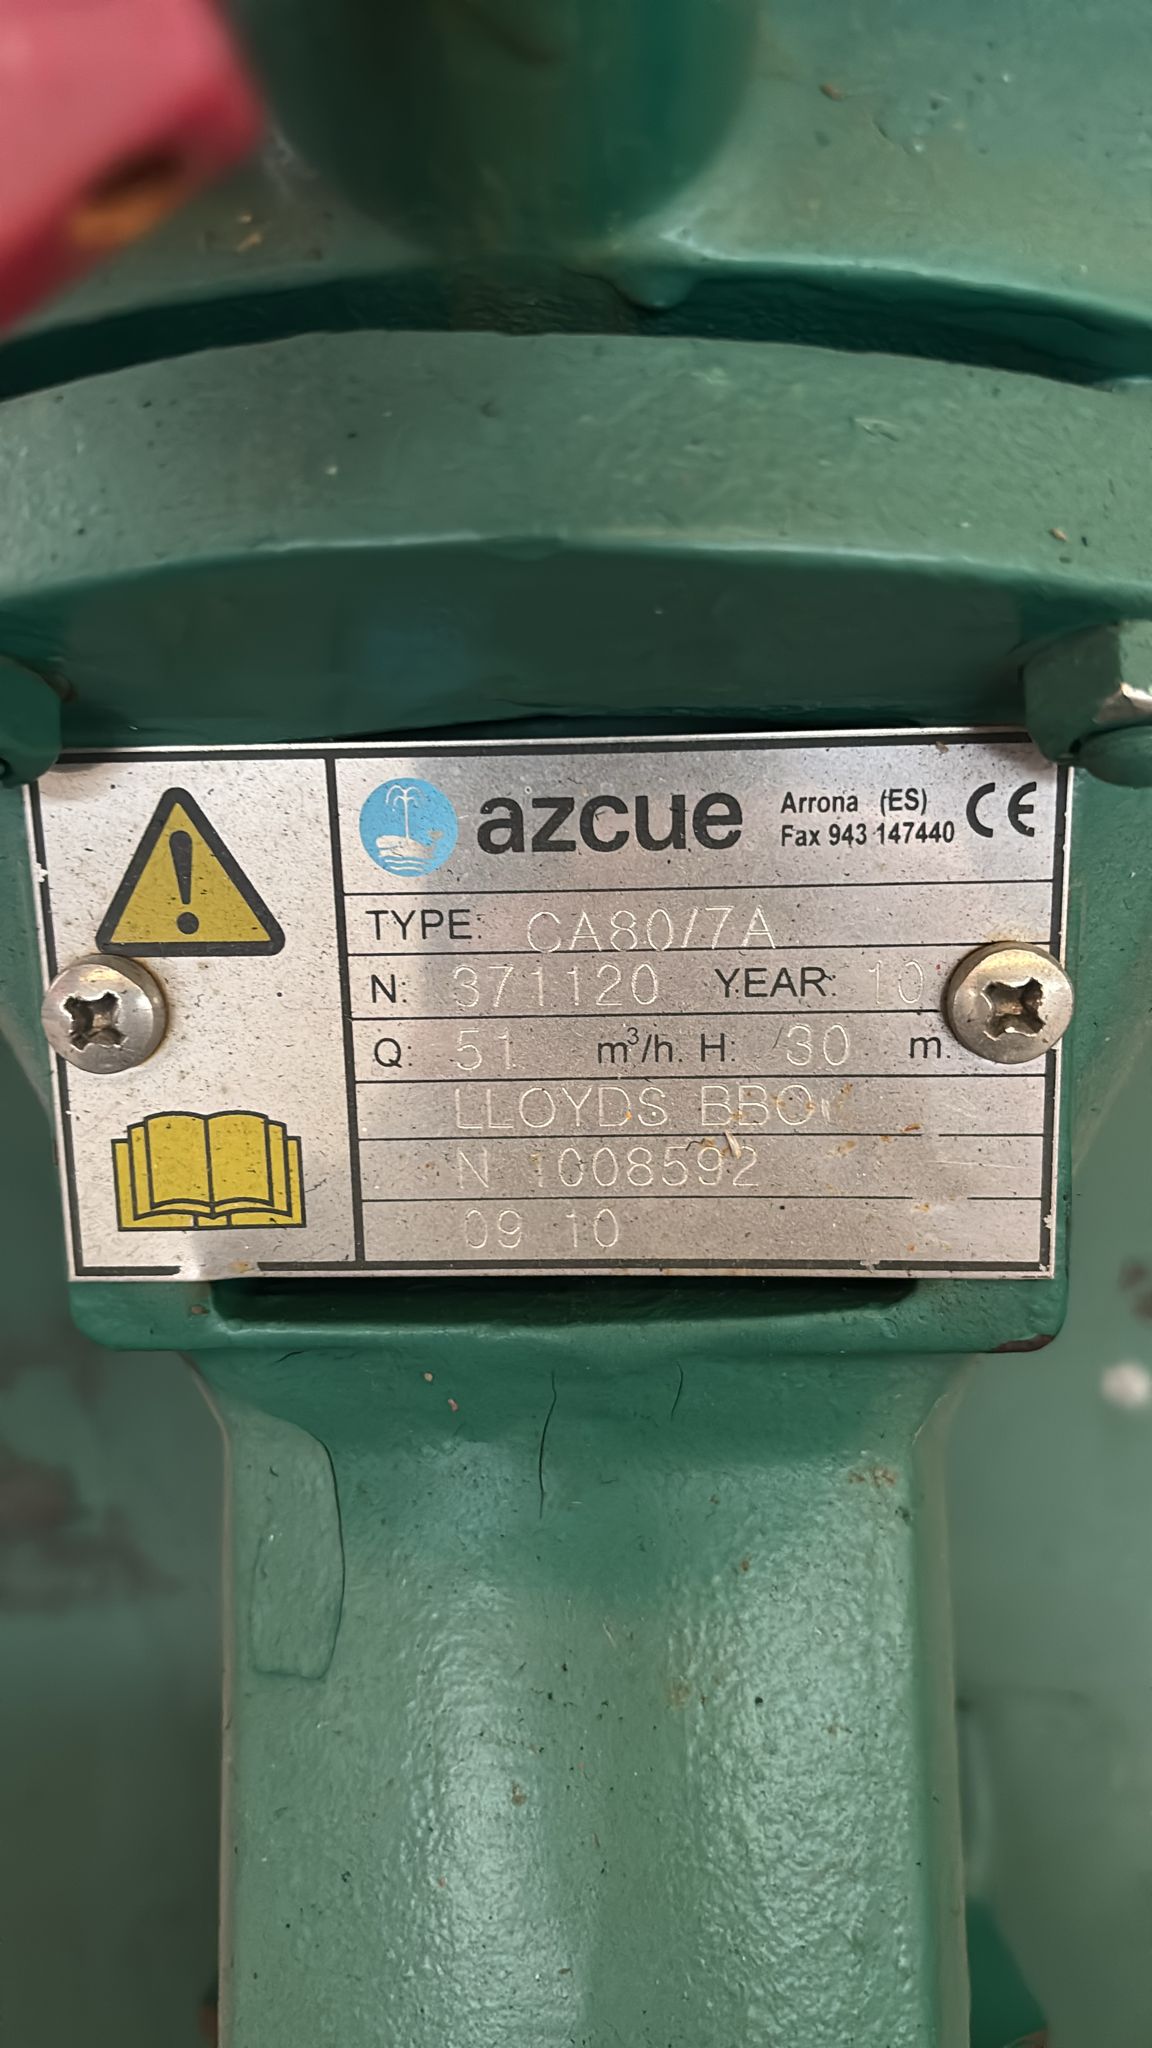 azcue Arrona (ES) CE
Fax 943 147440
TYPE: CA80/7A
N: 371120 YEAR: 10
Q: 51 m³/h. H: 30 m.
LLOYDS BBO
N 1008592
09 10